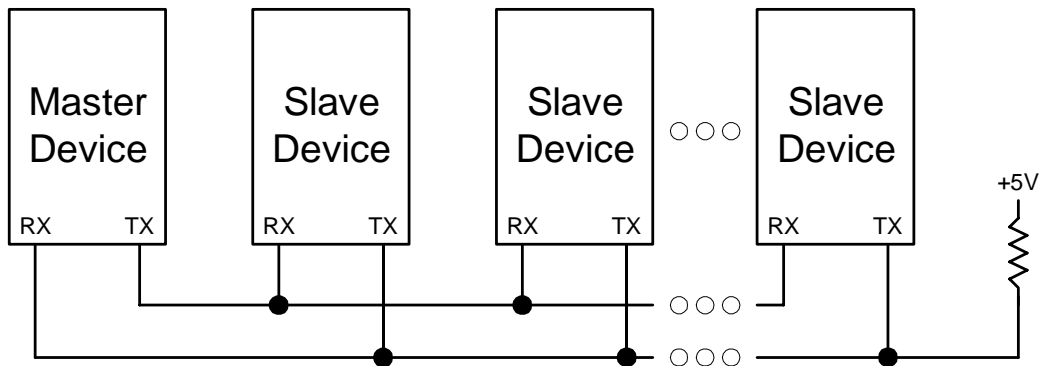 Master
Device
Slave
Device
Slave
Device
Slave
Device
+5V
RX TX
RX TX
RX TX
RX TX